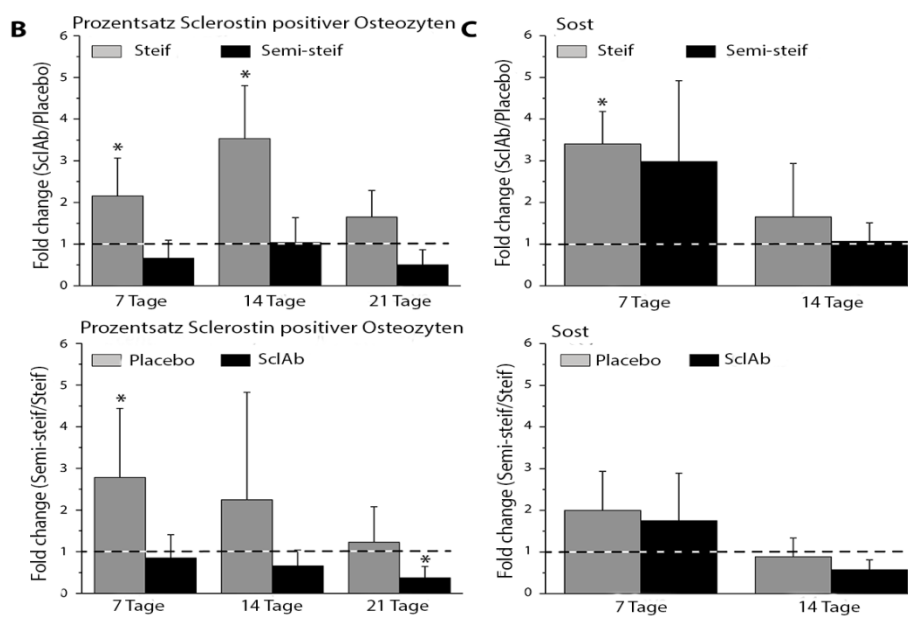 B
Prozentsatz Sclerostin positiver Osteozyten
Fold change (SclAb/Placebo)
6
5
4
3
2
1
0
Steif
Semi-steif
*
*
7 Tage
14 Tage
21 Tage
C
Sost
Fold change (SclAb/Placebo)
6
5
4
3
2
1
0
Steif
Semi-steif
*
7 Tage
14 Tage
Prozentsatz Sclerostin positiver Osteozyten
Fold change (Semi-steif/Steif)
6
5
4
3
2
1
0
Placebo
SclAb
*
*
7 Tage
14 Tage
21 Tage
Sost
Fold change (Semi-steif/Steif)
6
5
4
3
2
1
0
Placebo
SclAb
7 Tage
14 Tage